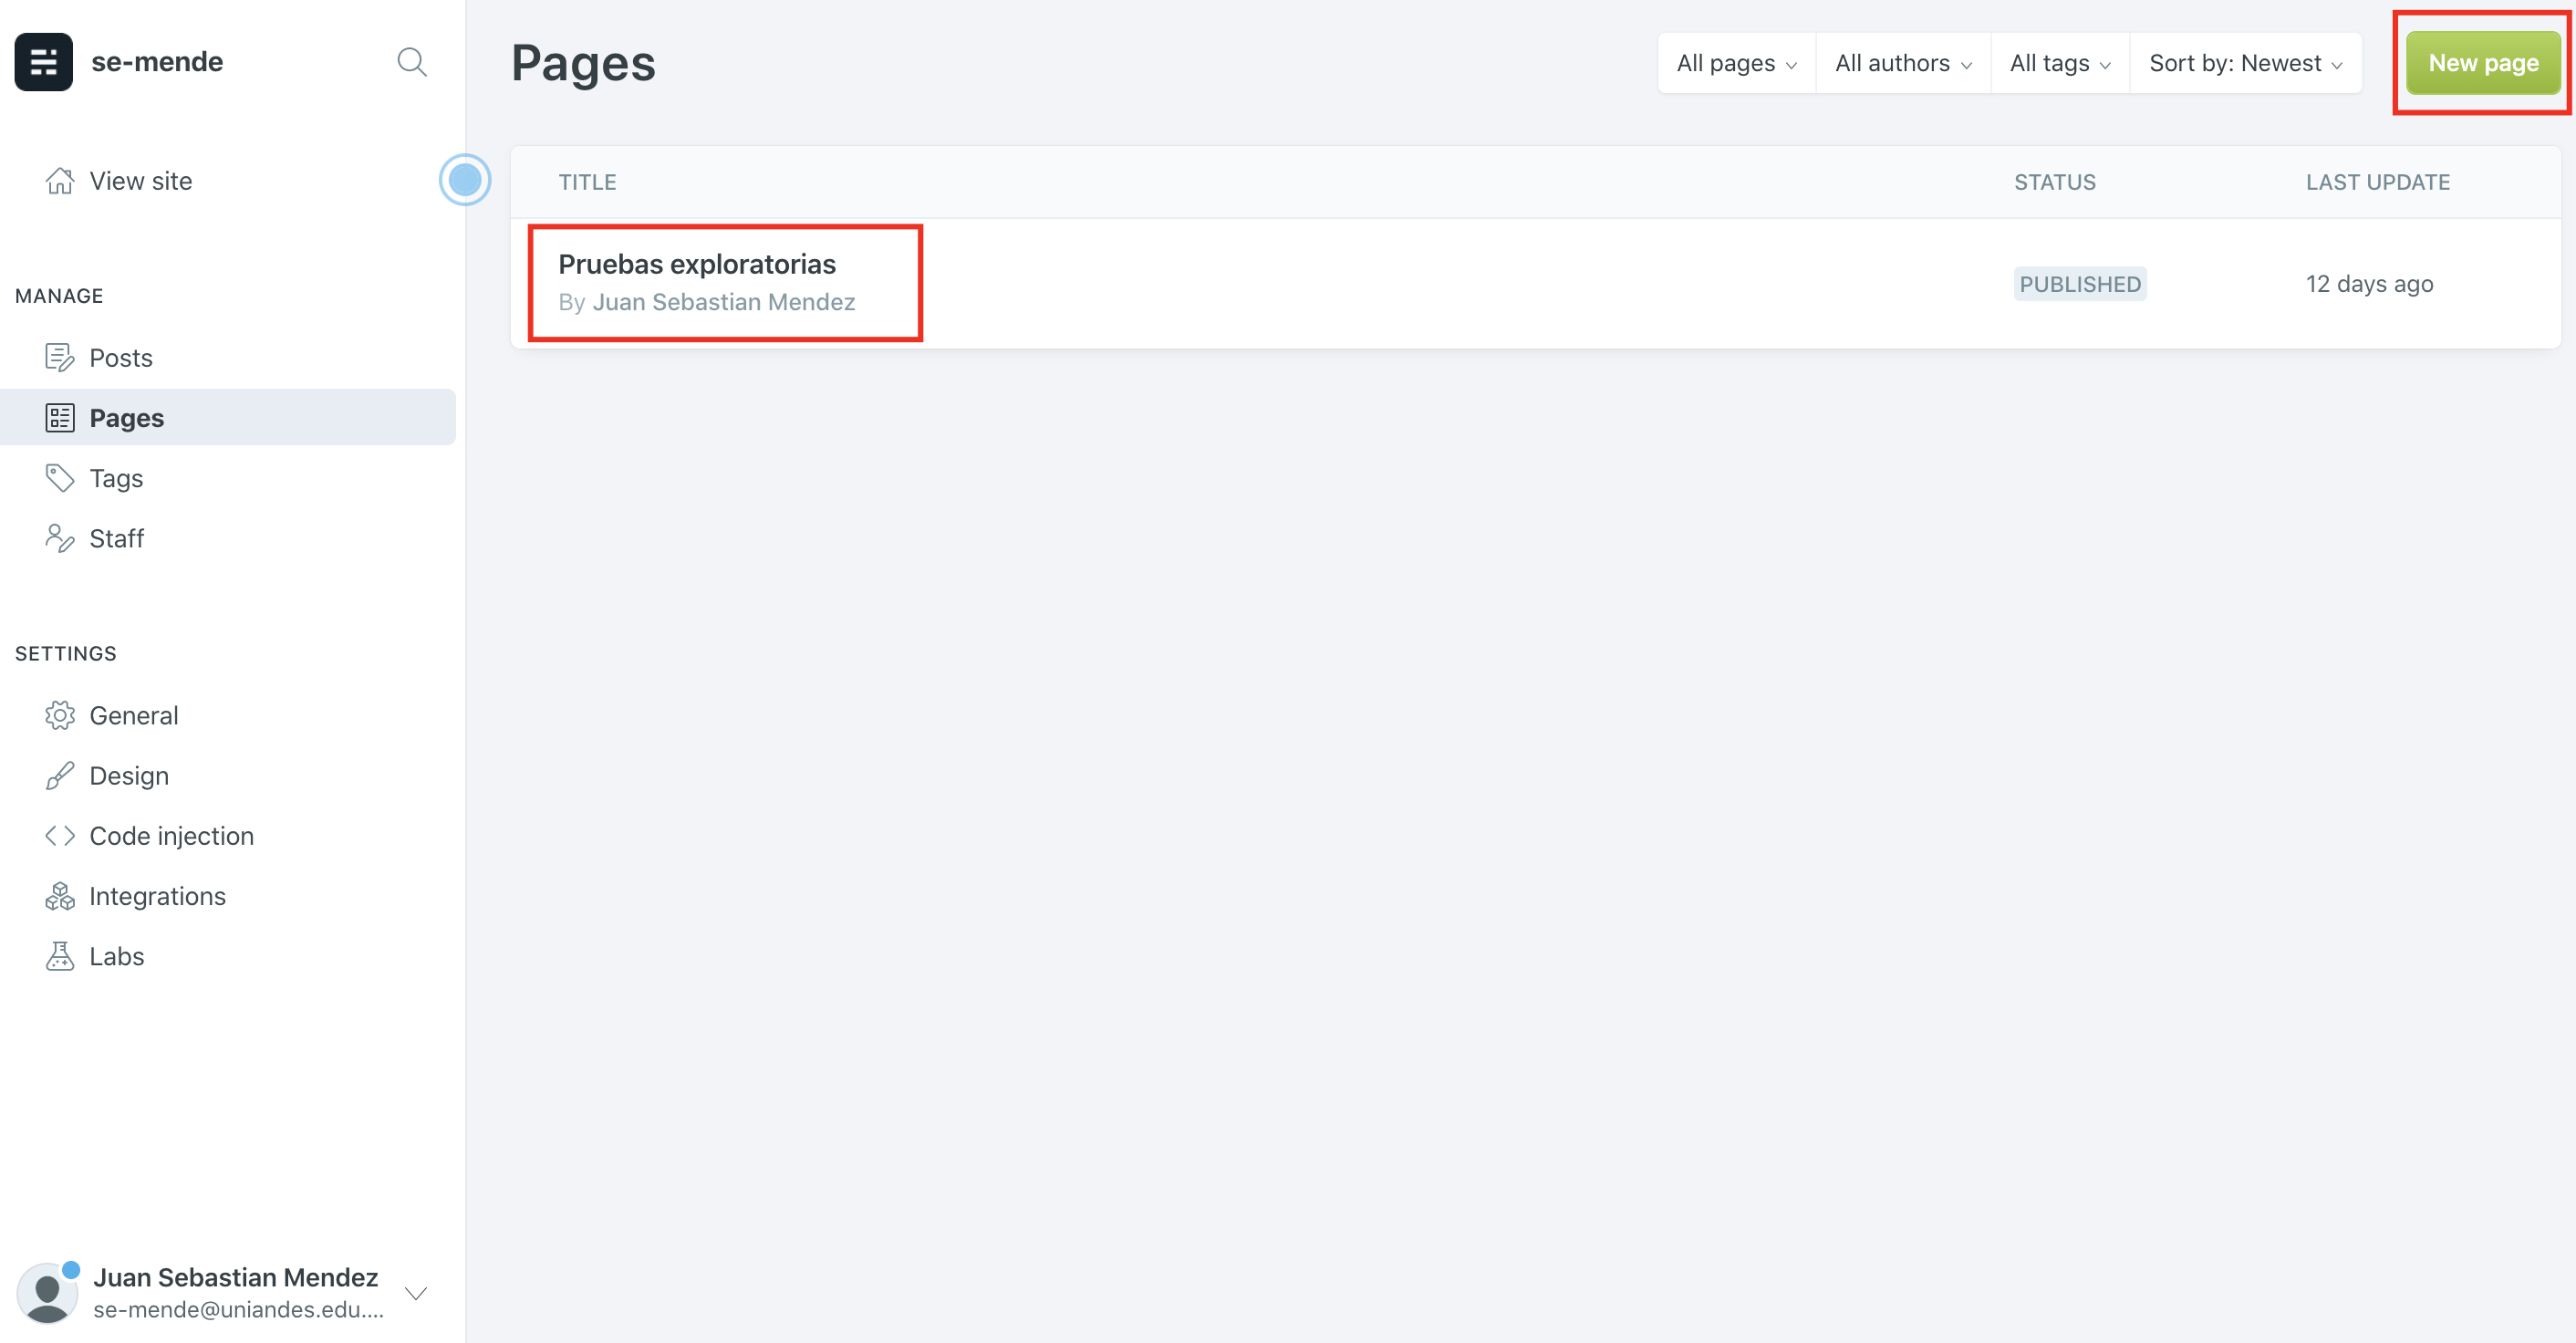 se-mende
View site
MANAGE
Posts
Pages
Tags
Staff
SETTINGS
General
Design
Code injection
Integrations
Labs
Juan Sebastian Mendez
se-mende@uniandes.edu....
Pages
All pages
All authors
All tags
Sort by: Newest
New page
TITLE
STATUS
LAST UPDATE
Pruebas exploratorias
By Juan Sebastian Mendez
PUBLISHED
12 days ago